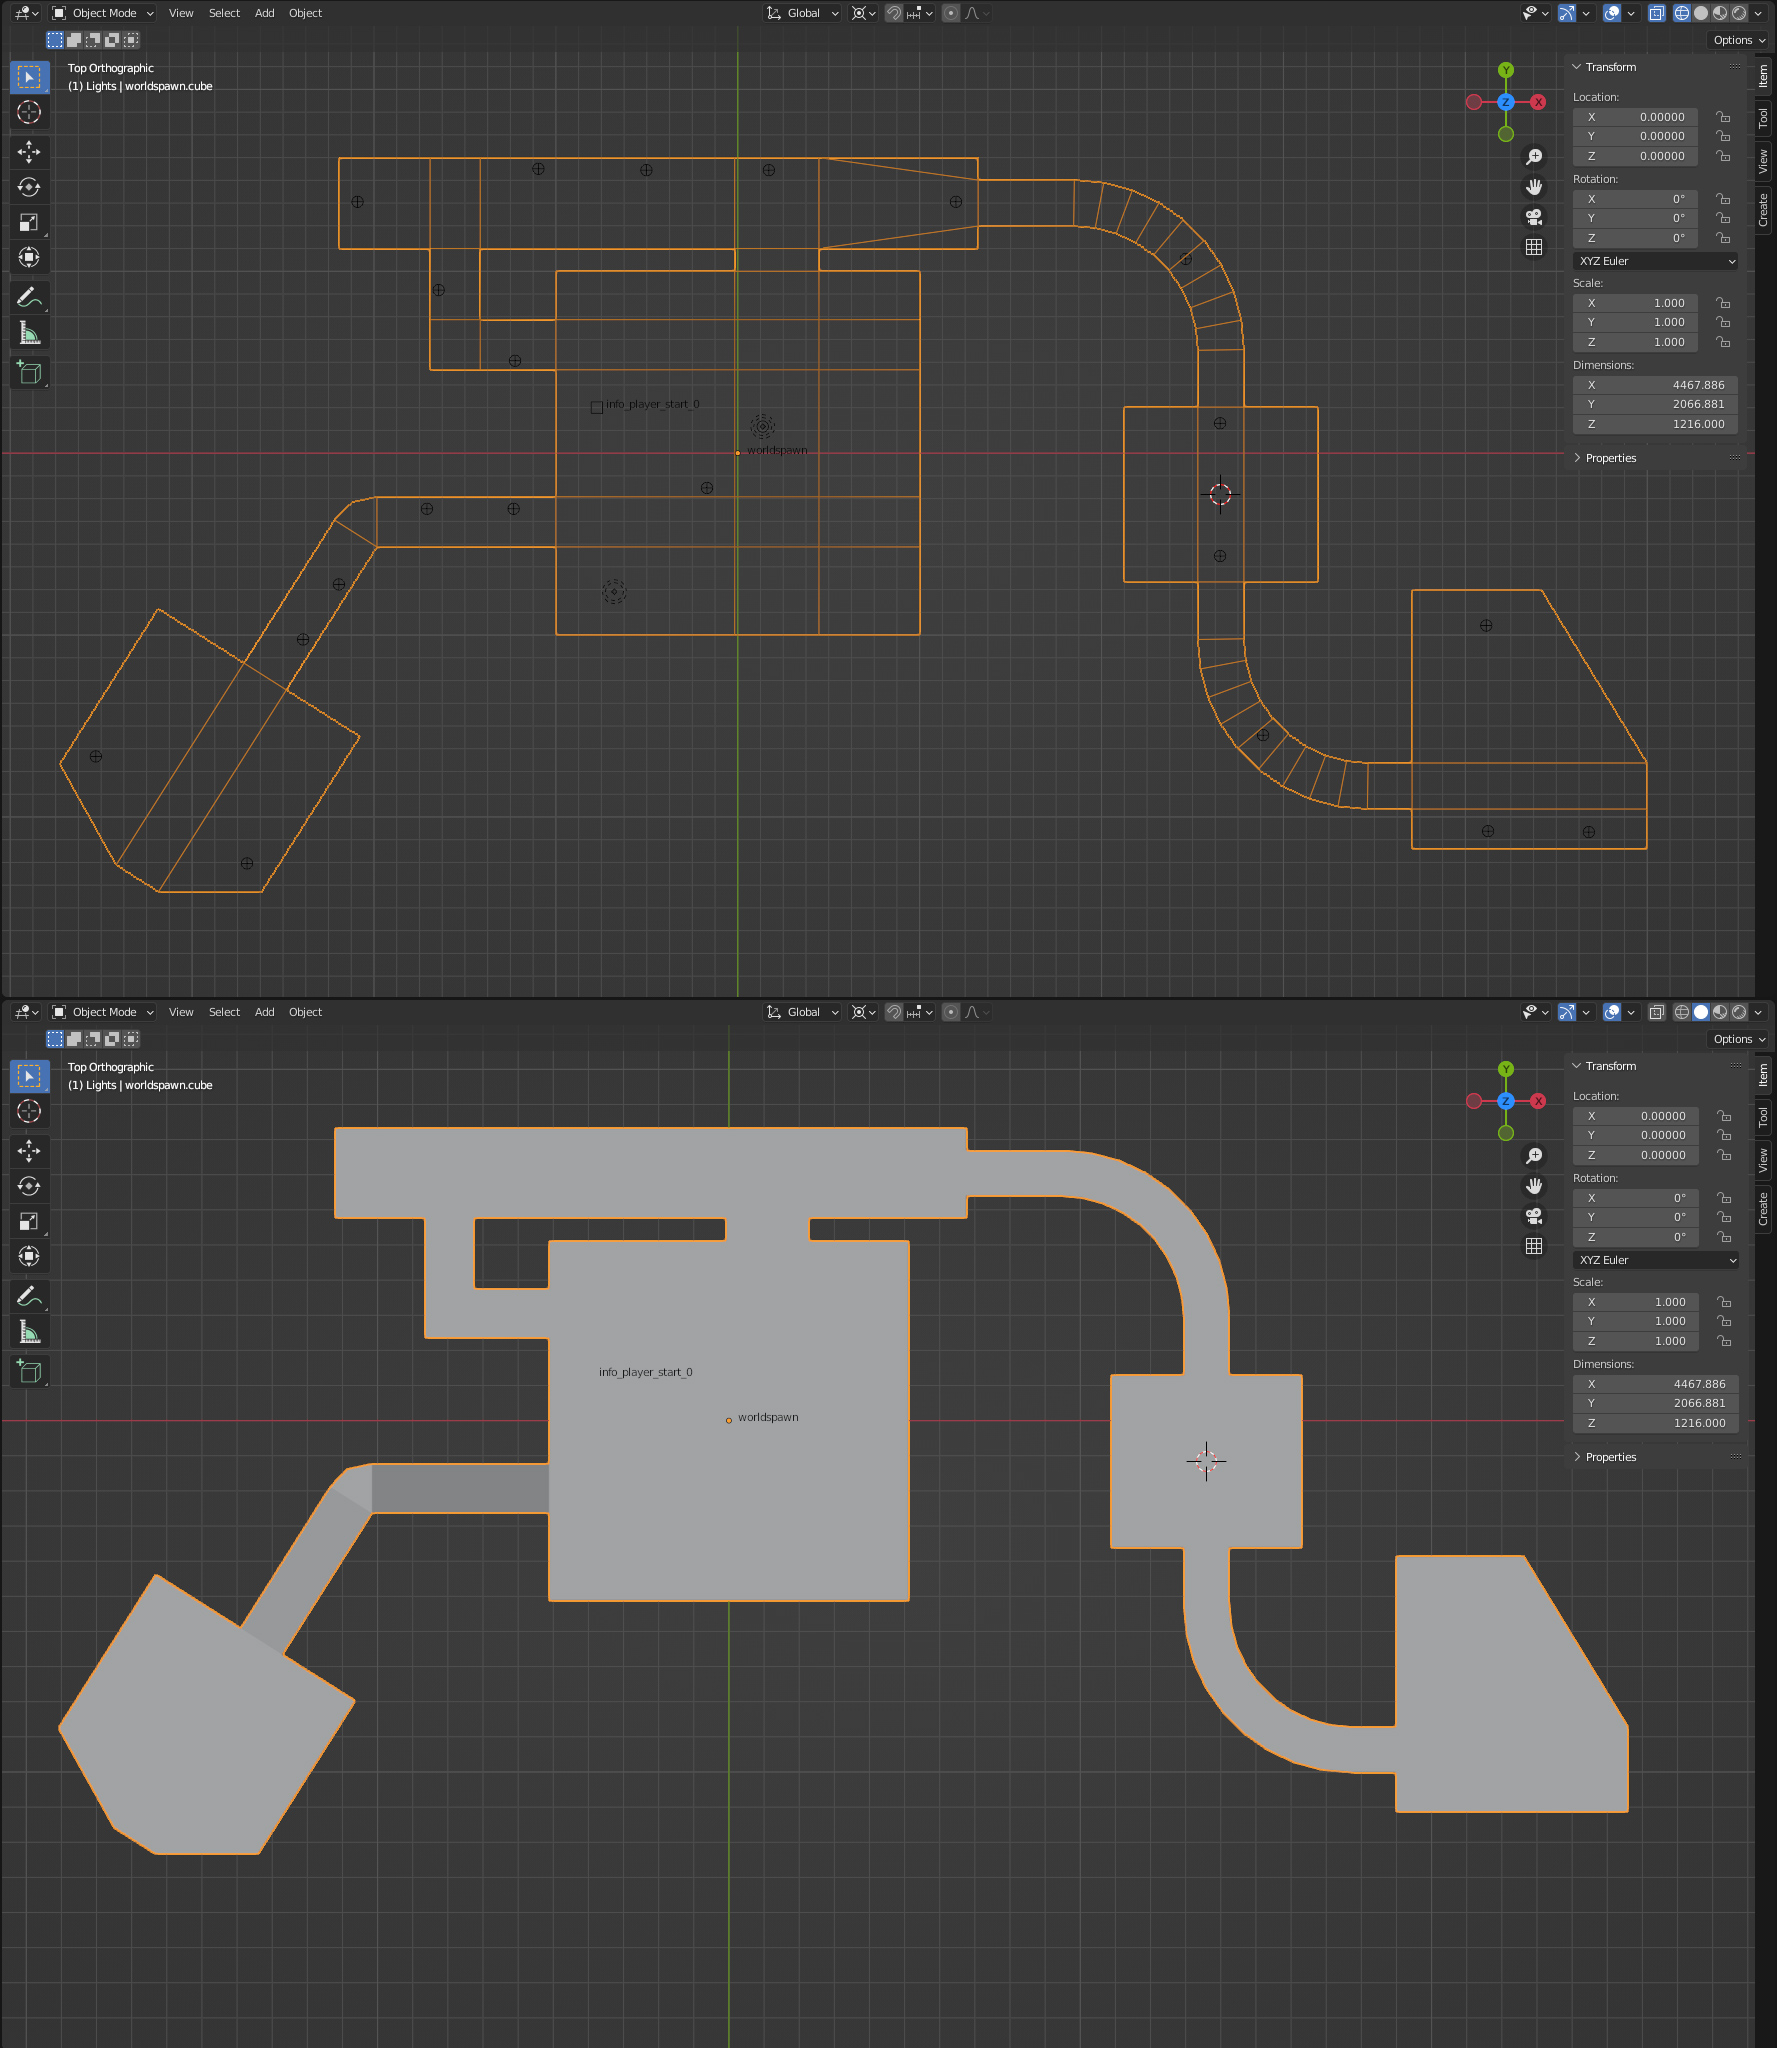 Object Mode View Select Add Object Global
Options
Top Orthographic
(1) Lights | worldspawn.cube
Y
Z
X
Transform
Location:
X 0.00000
Y 0.00000
Z 0.00000
Rotation:
X 0°
Y 0°
Z 0°
XYZ Euler
Scale:
X 1.000
Y 1.000
Z 1.000
Dimensions:
X 4467.886
Y 2066.881
Z 1216.000
Properties
Item
Tool
View
Create
info_player_start_0
worldspawn
Object Mode View Select Add Object Global
Options
Top Orthographic
(1) Lights | worldspawn.cube
Y
Z
X
Transform
Location:
X 0.00000
Y 0.00000
Z 0.00000
Rotation:
X 0°
Y 0°
Z 0°
XYZ Euler
Scale:
X 1.000
Y 1.000
Z 1.000
Dimensions:
X 4467.886
Y 2066.881
Z 1216.000
Properties
Item
Tool
View
Create
info_player_start_0
worldspawn